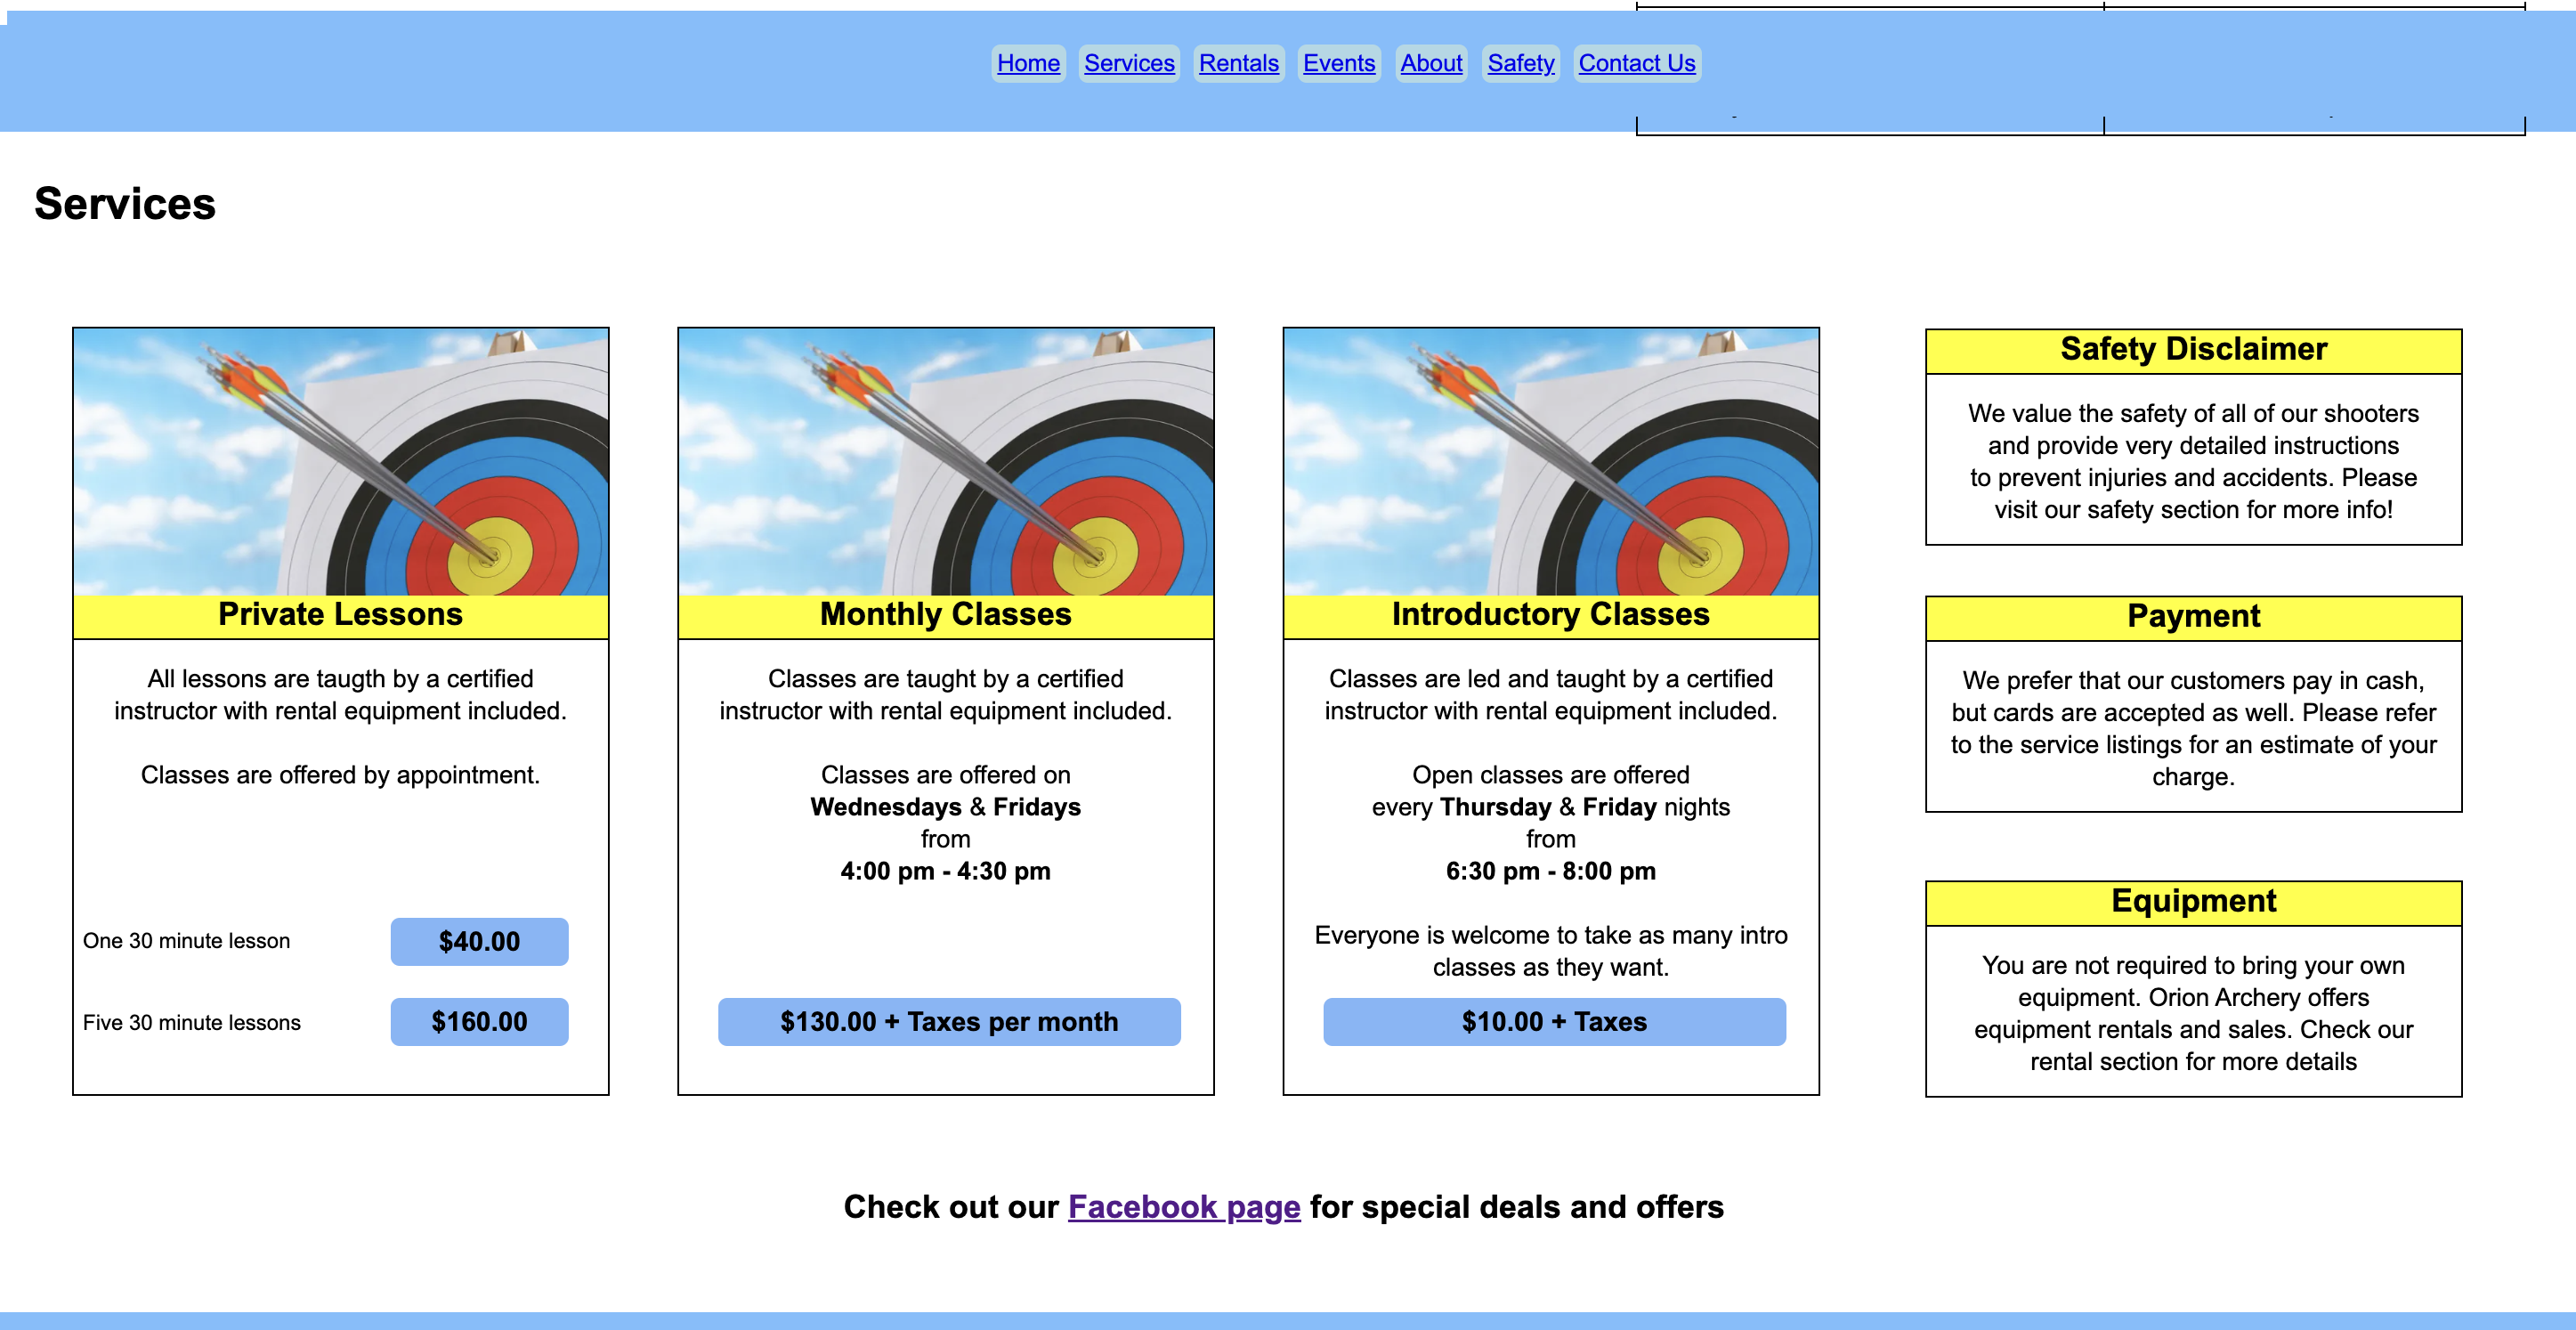 Home Services Rentals Events About Safety Contact Us
Services
Private Lessons
All lessons are taugth by a certified
instructor with rental equipment included.
Classes are offered by appointment.
One 30 minute lesson $40.00
Five 30 minute lessons $160.00
Monthly Classes
Classes are taught by a certified
instructor with rental equipment included.
Classes are offered on
Wednesdays & Fridays
from
4:00 pm - 4:30 pm
$130.00 + Taxes per month
Introductory Classes
Classes are led and taught by a certified
instructor with rental equipment included.
Open classes are offered
every Thursday & Friday nights
from
6:30 pm - 8:00 pm
Everyone is welcome to take as many intro
classes as they want.
$10.00 + Taxes
Safety Disclaimer
We value the safety of all of our shooters
and provide very detailed instructions
to prevent injuries and accidents. Please
visit our safety section for more info!
Payment
We prefer that our customers pay in cash,
but cards are accepted as well. Please refer
to the service listings for an estimate of your
charge.
Equipment
You are not required to bring your own
equipment. Orion Archery offers
equipment rentals and sales. Check our
rental section for more details
Check out our Facebook page for special deals and offers